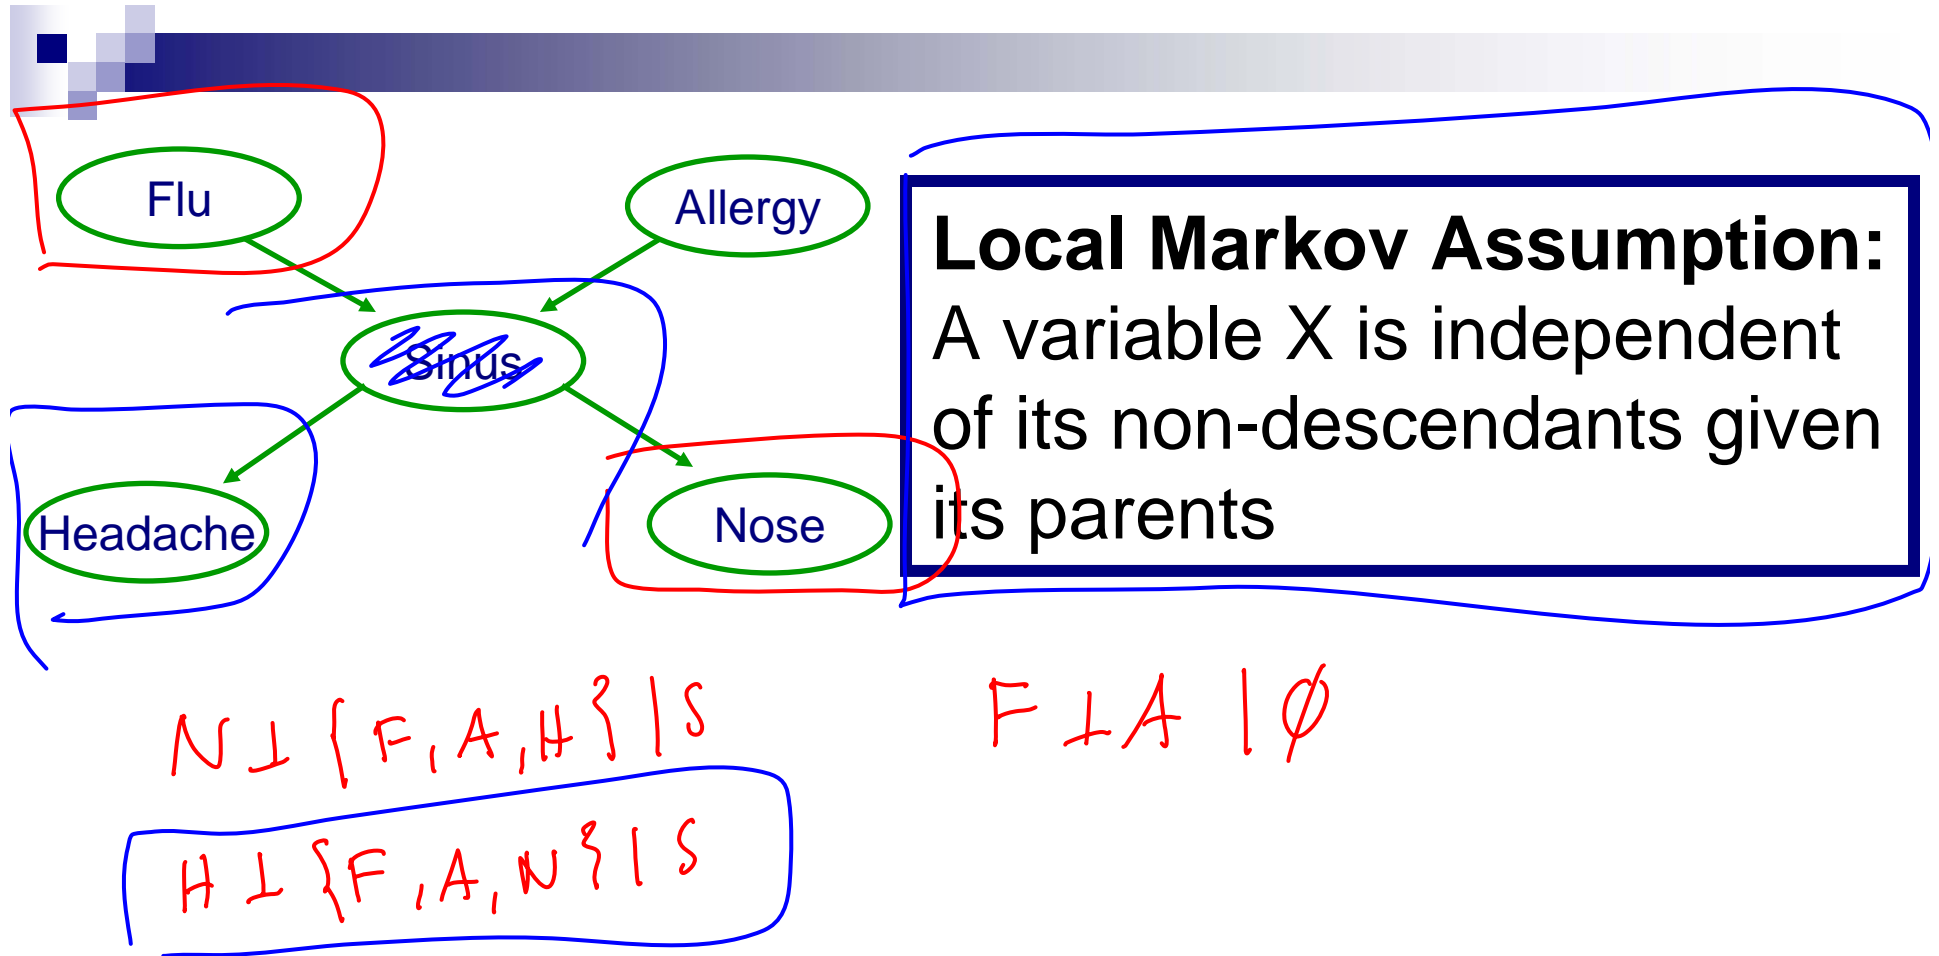 Flu
Allergy
Sinus
Headache
Nose
Local Markov Assumption:
A variable X is independent
of its non-descendants given
its parents
N ⊥ {F, A, H} | S
F ⊥ A | ∅
H ⊥ {F, A, N} | S